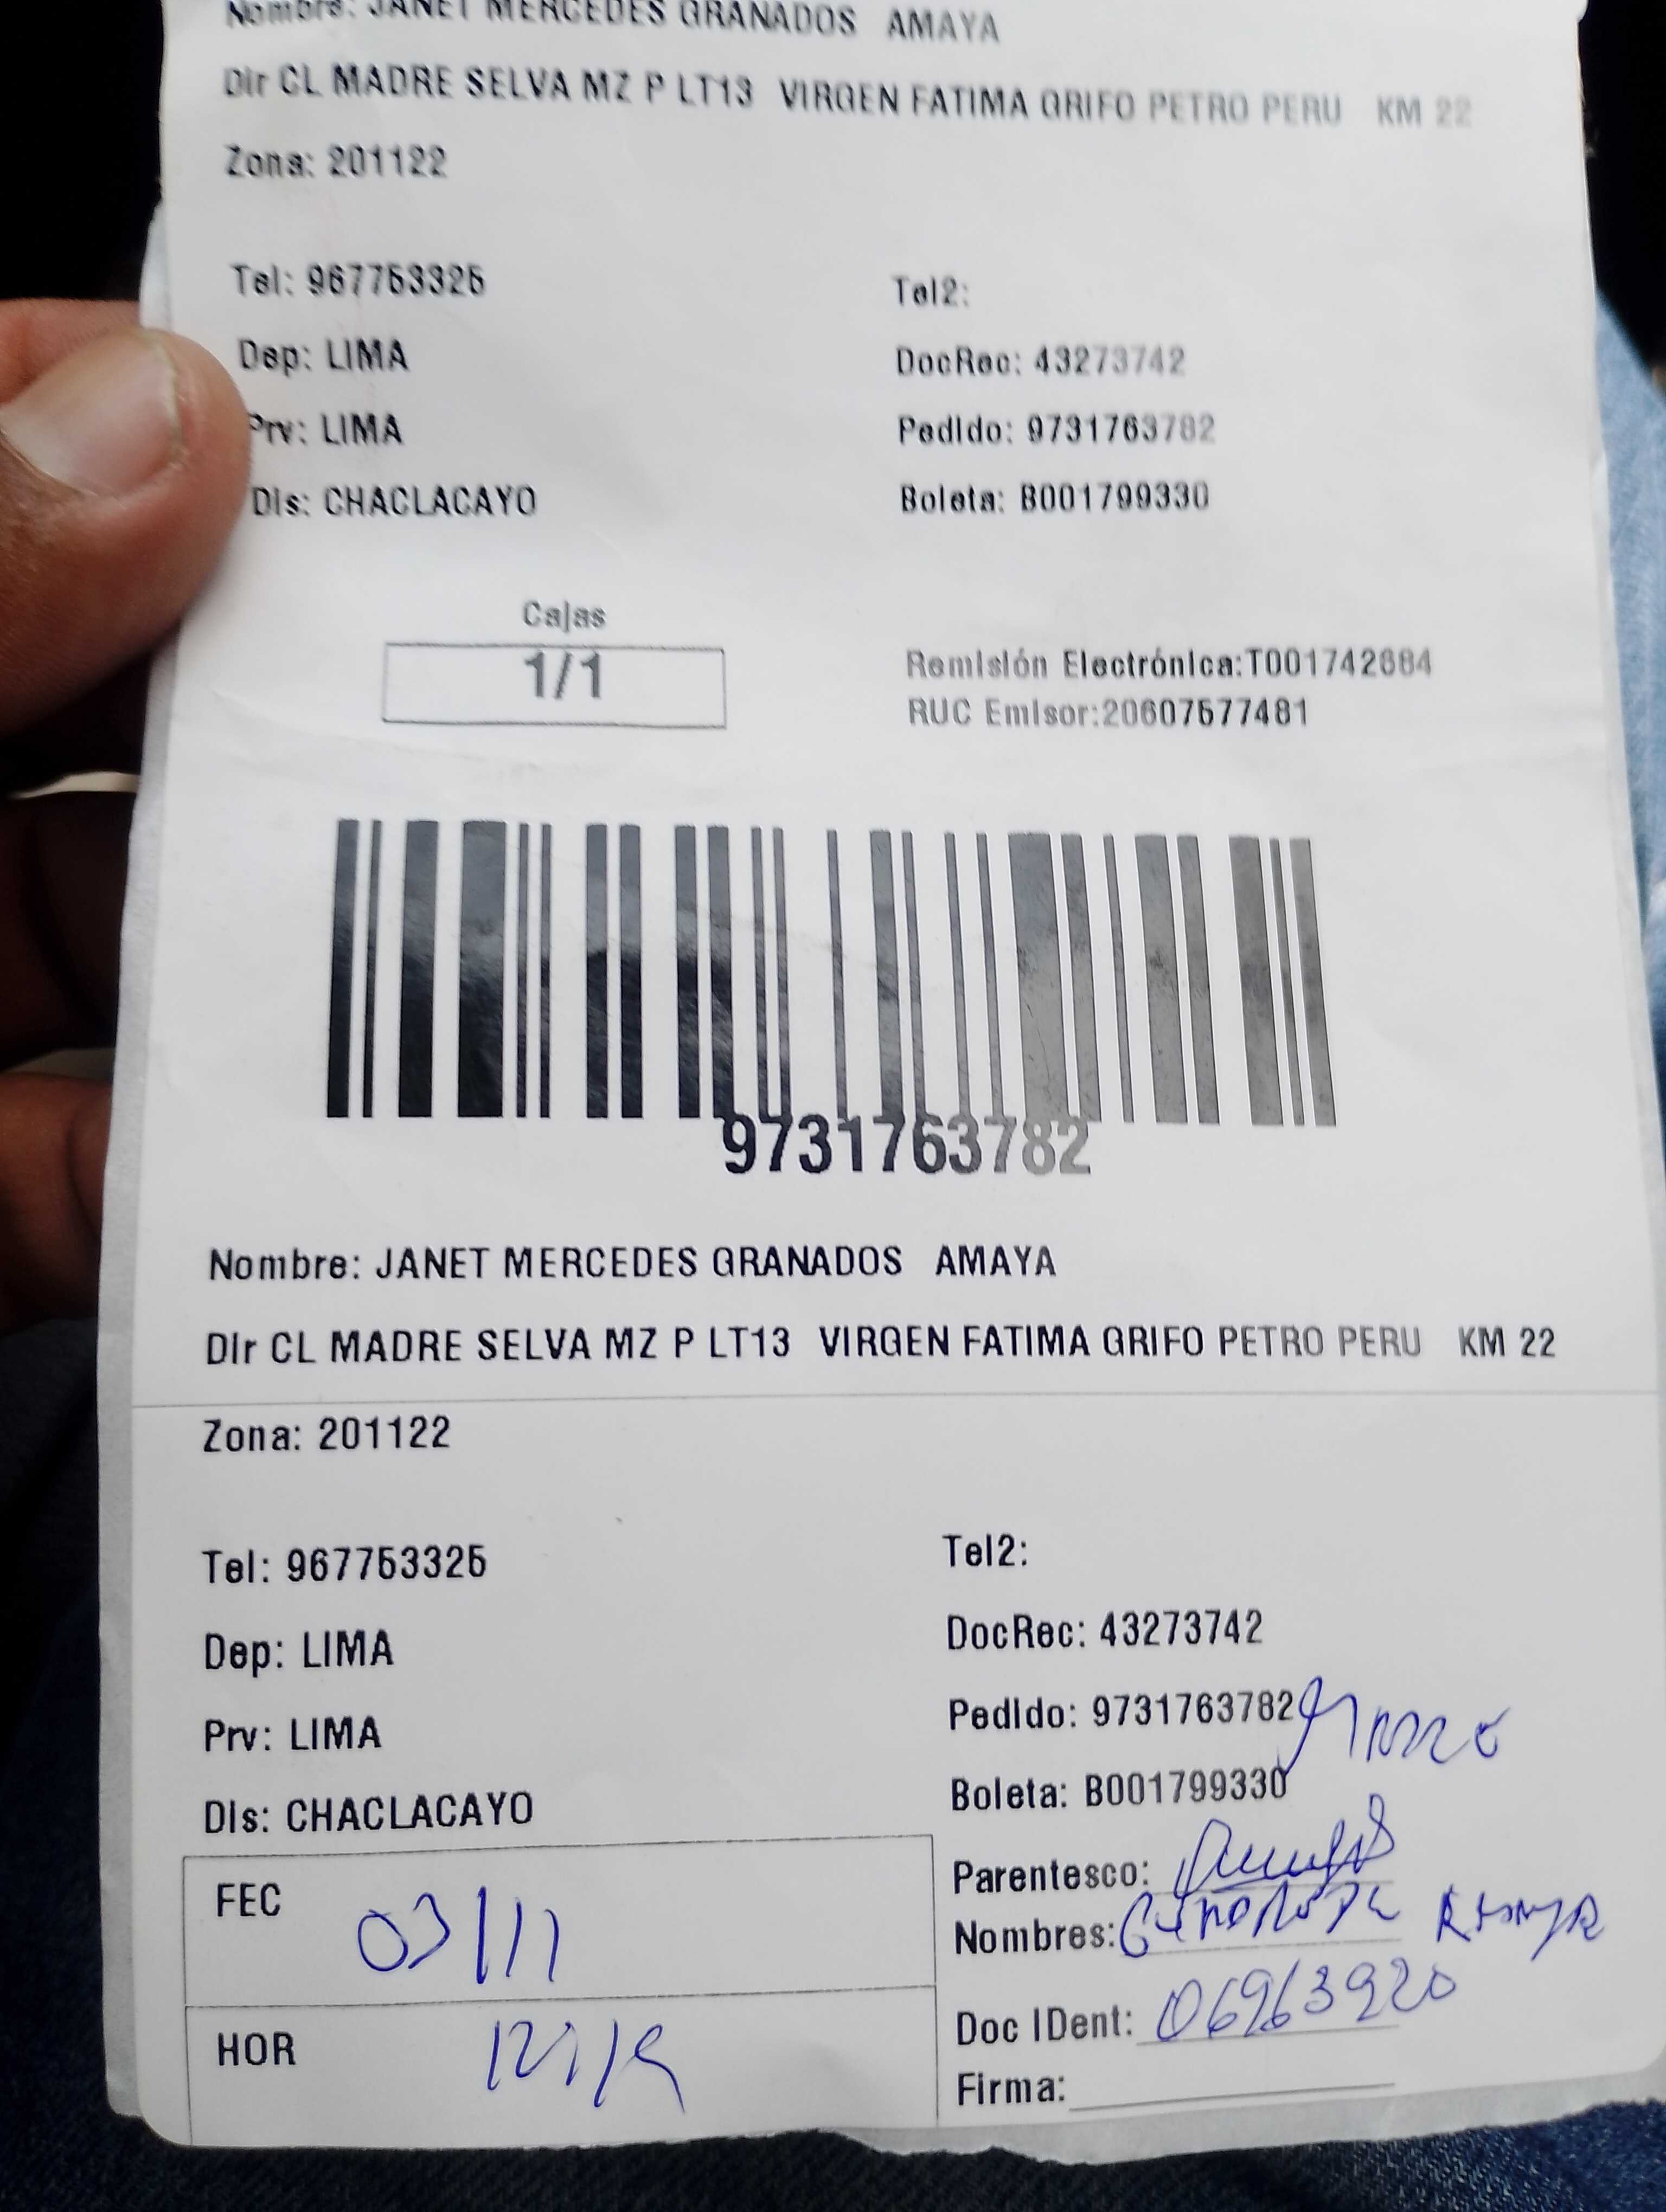 Nombre: JANET MERCEDES GRANADOS AMAYA
Dir CL MADRE SELVA MZ P LT13 VIRGEN FATIMA GRIFO PETRO PERU KM 22
Zona: 201122
Tel: 967753325 Tel2:
Dep: LIMA DocRec: 43273742
Prv: LIMA Pedido: 9731763782
Dis: CHACLACAYO Boleta: B001799330
Cajas
1/1
Remisión Electrónica:T001742684
RUC Emisor:20607577481
9731763782
Nombre: JANET MERCEDES GRANADOS AMAYA
Dir CL MADRE SELVA MZ P LT13 VIRGEN FATIMA GRIFO PETRO PERU KM 22
Zona: 201122
Tel: 967753325 Tel2:
Dep: LIMA DocRec: 43273742
Prv: LIMA Pedido: 9731763782
Dis: CHACLACAYO Boleta: B001799330
FEC 03/11
Parentesco:
Nombres:
HOR
Doc IDent: 06963920
Firma: